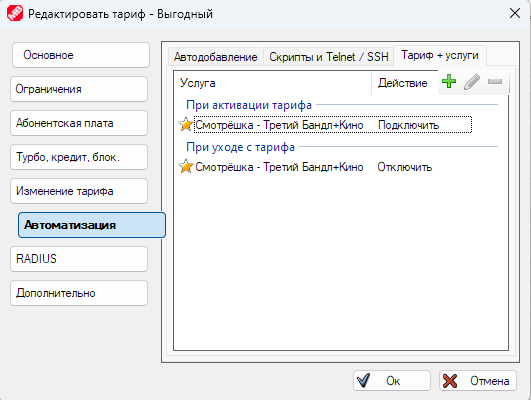 Редактировать тариф - Выгодный
Основное
Ограничения
Абонентская плата
Турбо, кредит, блок.
Изменение тарифа
Автоматизация
RADIUS
Дополнительно
Автодобавление
Скрипты и Telnet / SSH
Тариф + услуги
Услуга Действие
При активации тарифа
Смотрёшка - Третий Бандл+Кино Подключить
При уходе с тарифа
Смотрёшка - Третий Бандл+Кино Отключить
Ок
Отмена